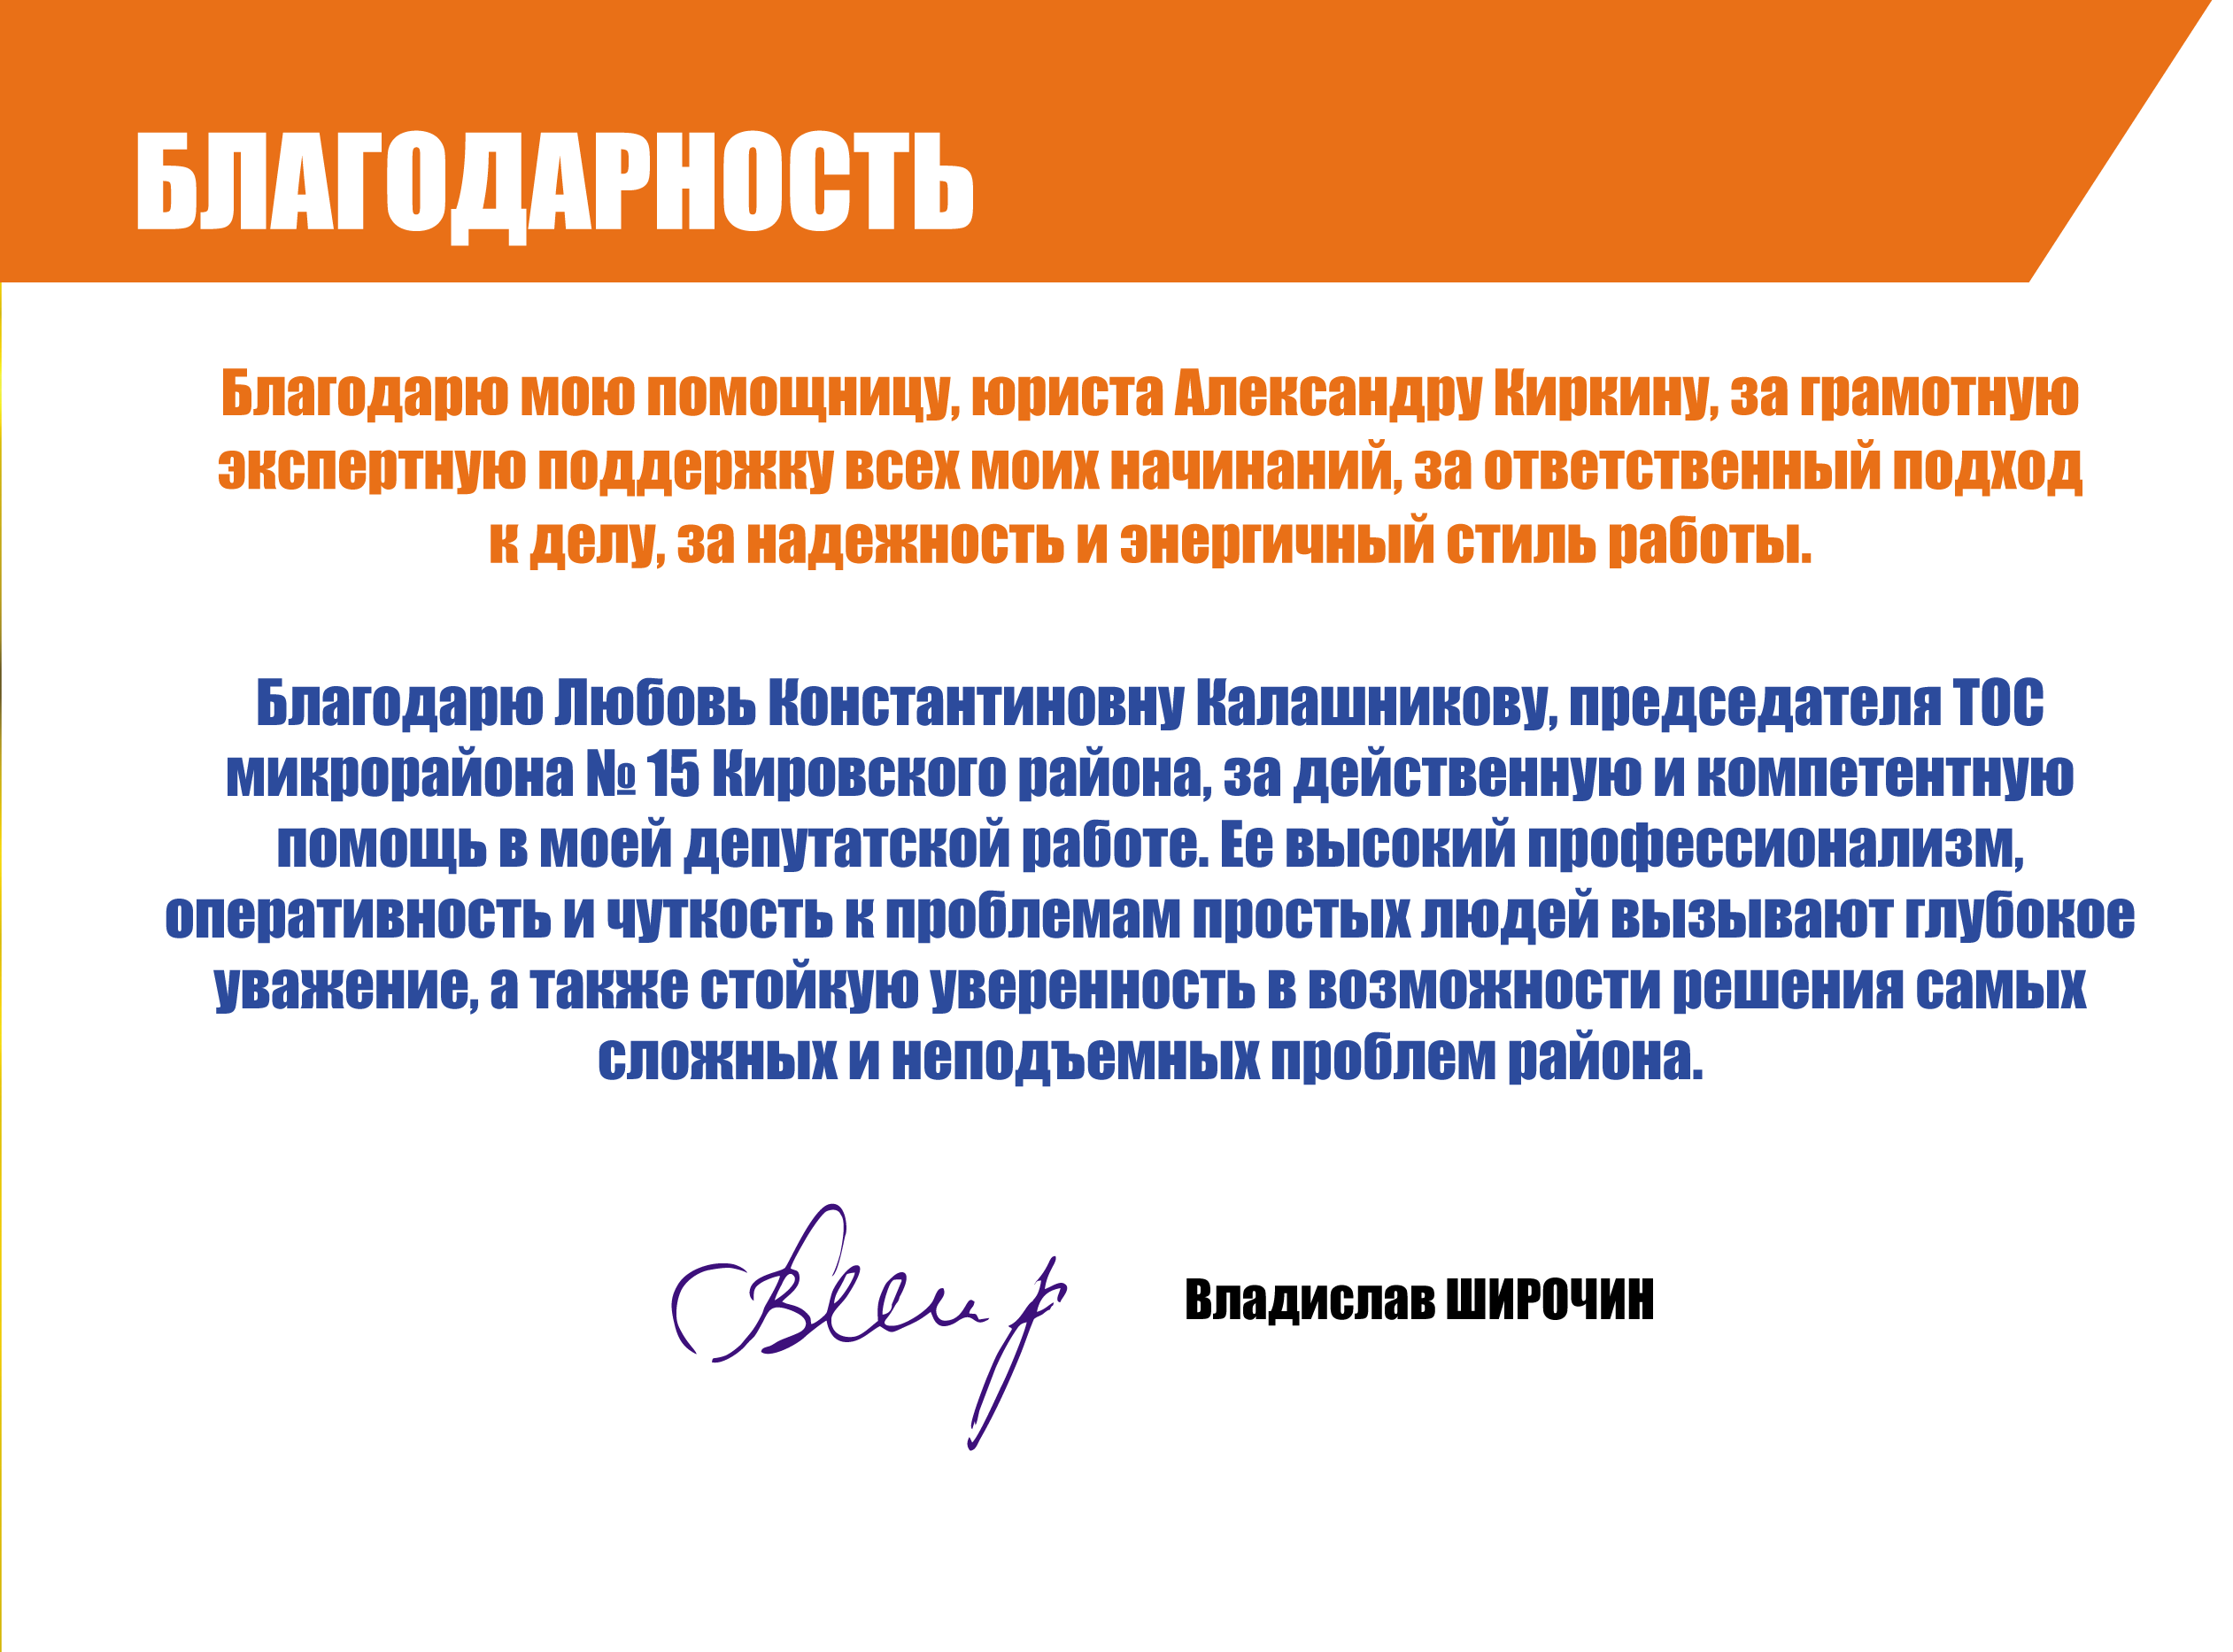 БЛАГОДАРНОСТЬ
Благодарю мою помощницу, юриста Александру Киркину, за грамотную
экспертную поддержку всех моих начинаний, за ответственный подход
к делу, за надежность и энергичный стиль работы.
Благодарю Любовь Константиновну Калашникову, председателя ТОС
микрорайона № 15 Кировского района, за действенную и компетентную
помощь в моей депутатской работе. Ее высокий профессионализм,
оперативность и чуткость к проблемам простых людей вызывают глубокое
уважение, а также стойкую уверенность в возможности решения самых
сложных и неподъемных проблем района.
Владислав ШИРОЧИН